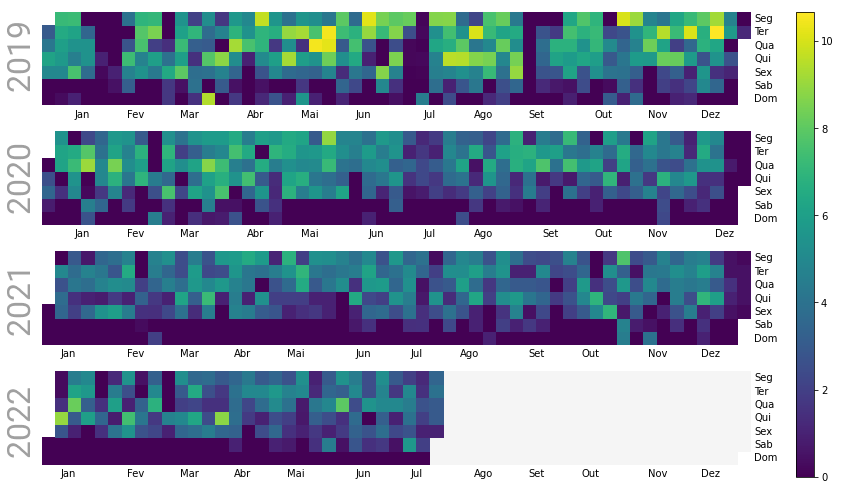 2019
Seg
Ter
Qua
Qui
Sex
Sab
Dom
Jan Fev Mar Abr Mai Jun Jul Ago Set Out Nov Dez
2020
Seg
Ter
Qua
Qui
Sex
Sab
Dom
Jan Fev Mar Abr Mai Jun Jul Ago Set Out Nov Dez
2021
Seg
Ter
Qua
Qui
Sex
Sab
Dom
Jan Fev Mar Abr Mai Jun Jul Ago Set Out Nov Dez
2022
Seg
Ter
Qua
Qui
Sex
Sab
Dom
Jan Fev Mar Abr Mai Jun Jul Ago Set Out Nov Dez
10
8
6
4
2
0